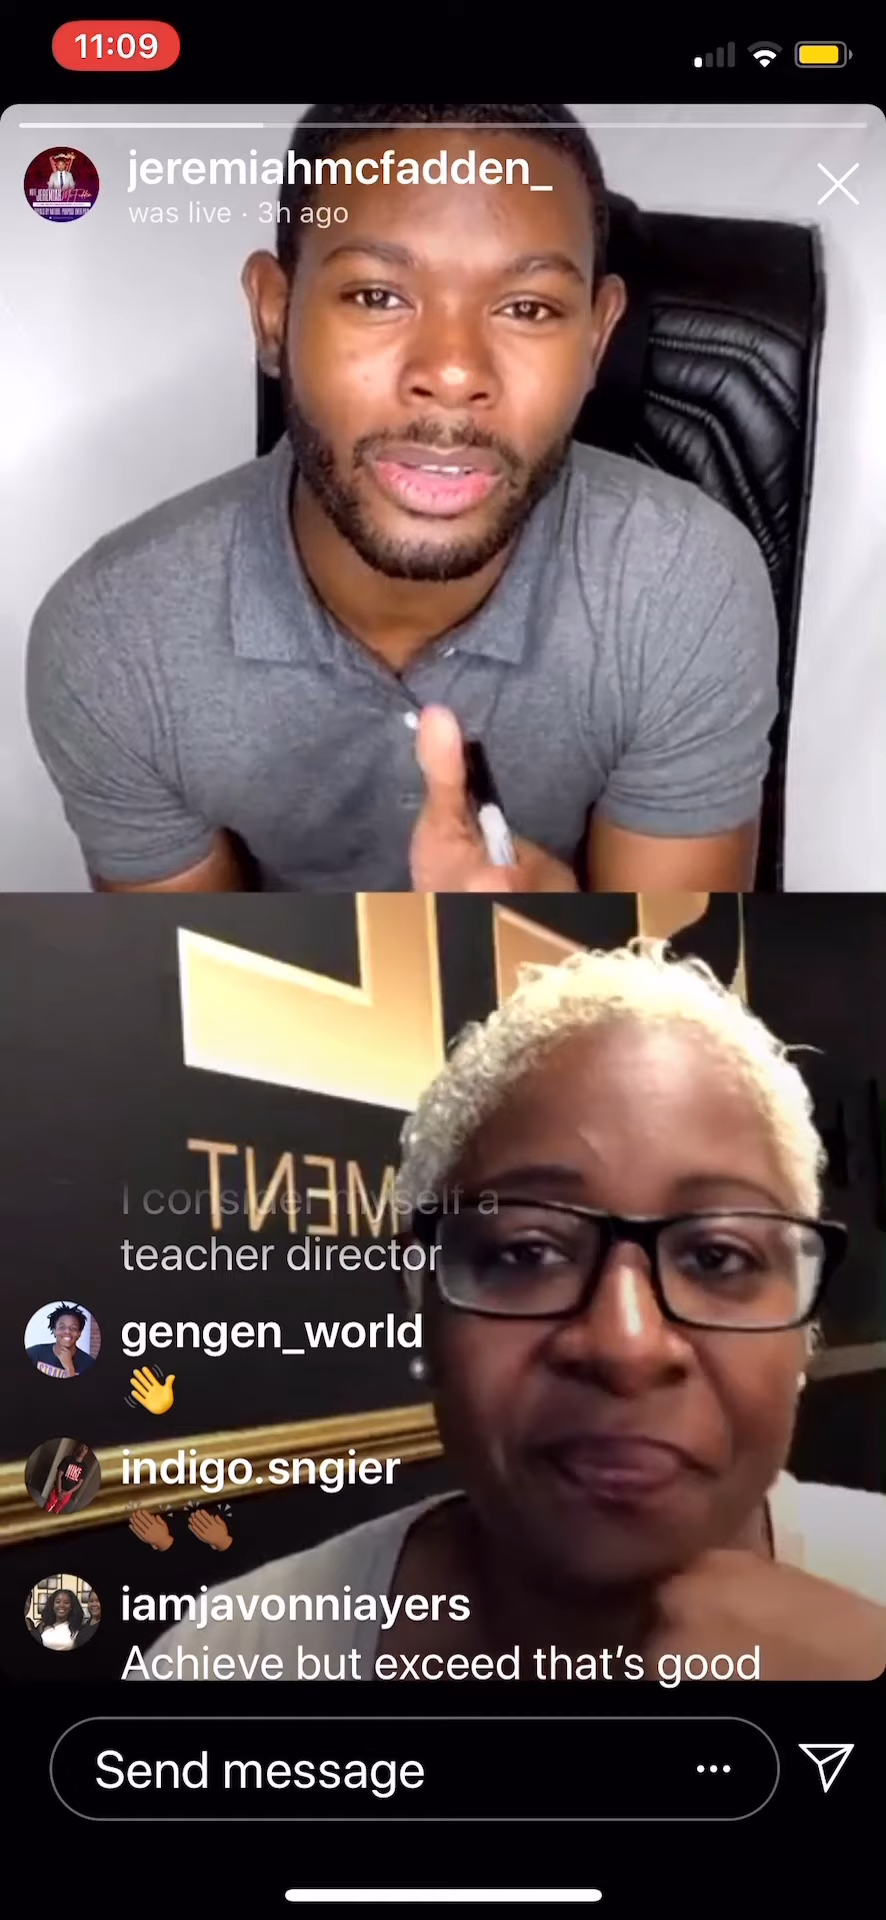 11:09
jeremiahmcfadden_
was live · 3h ago
MENT
I consider myself a
teacher director
gengen_world
👋
indigo.sngier
👏🏾👏🏾
iamjavonniayers
Achieve but exceed that’s good
Send message